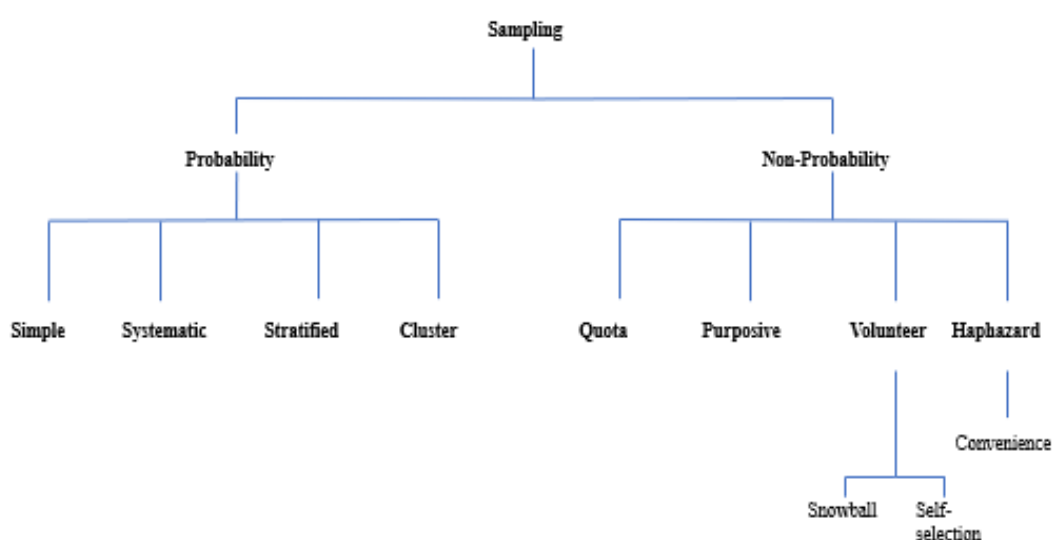 Sampling
Probability Non-Probability
Simple Systematic Stratified Cluster Quota Purposive Volunteer Haphazard
Convenience
Snowball Self-
selection